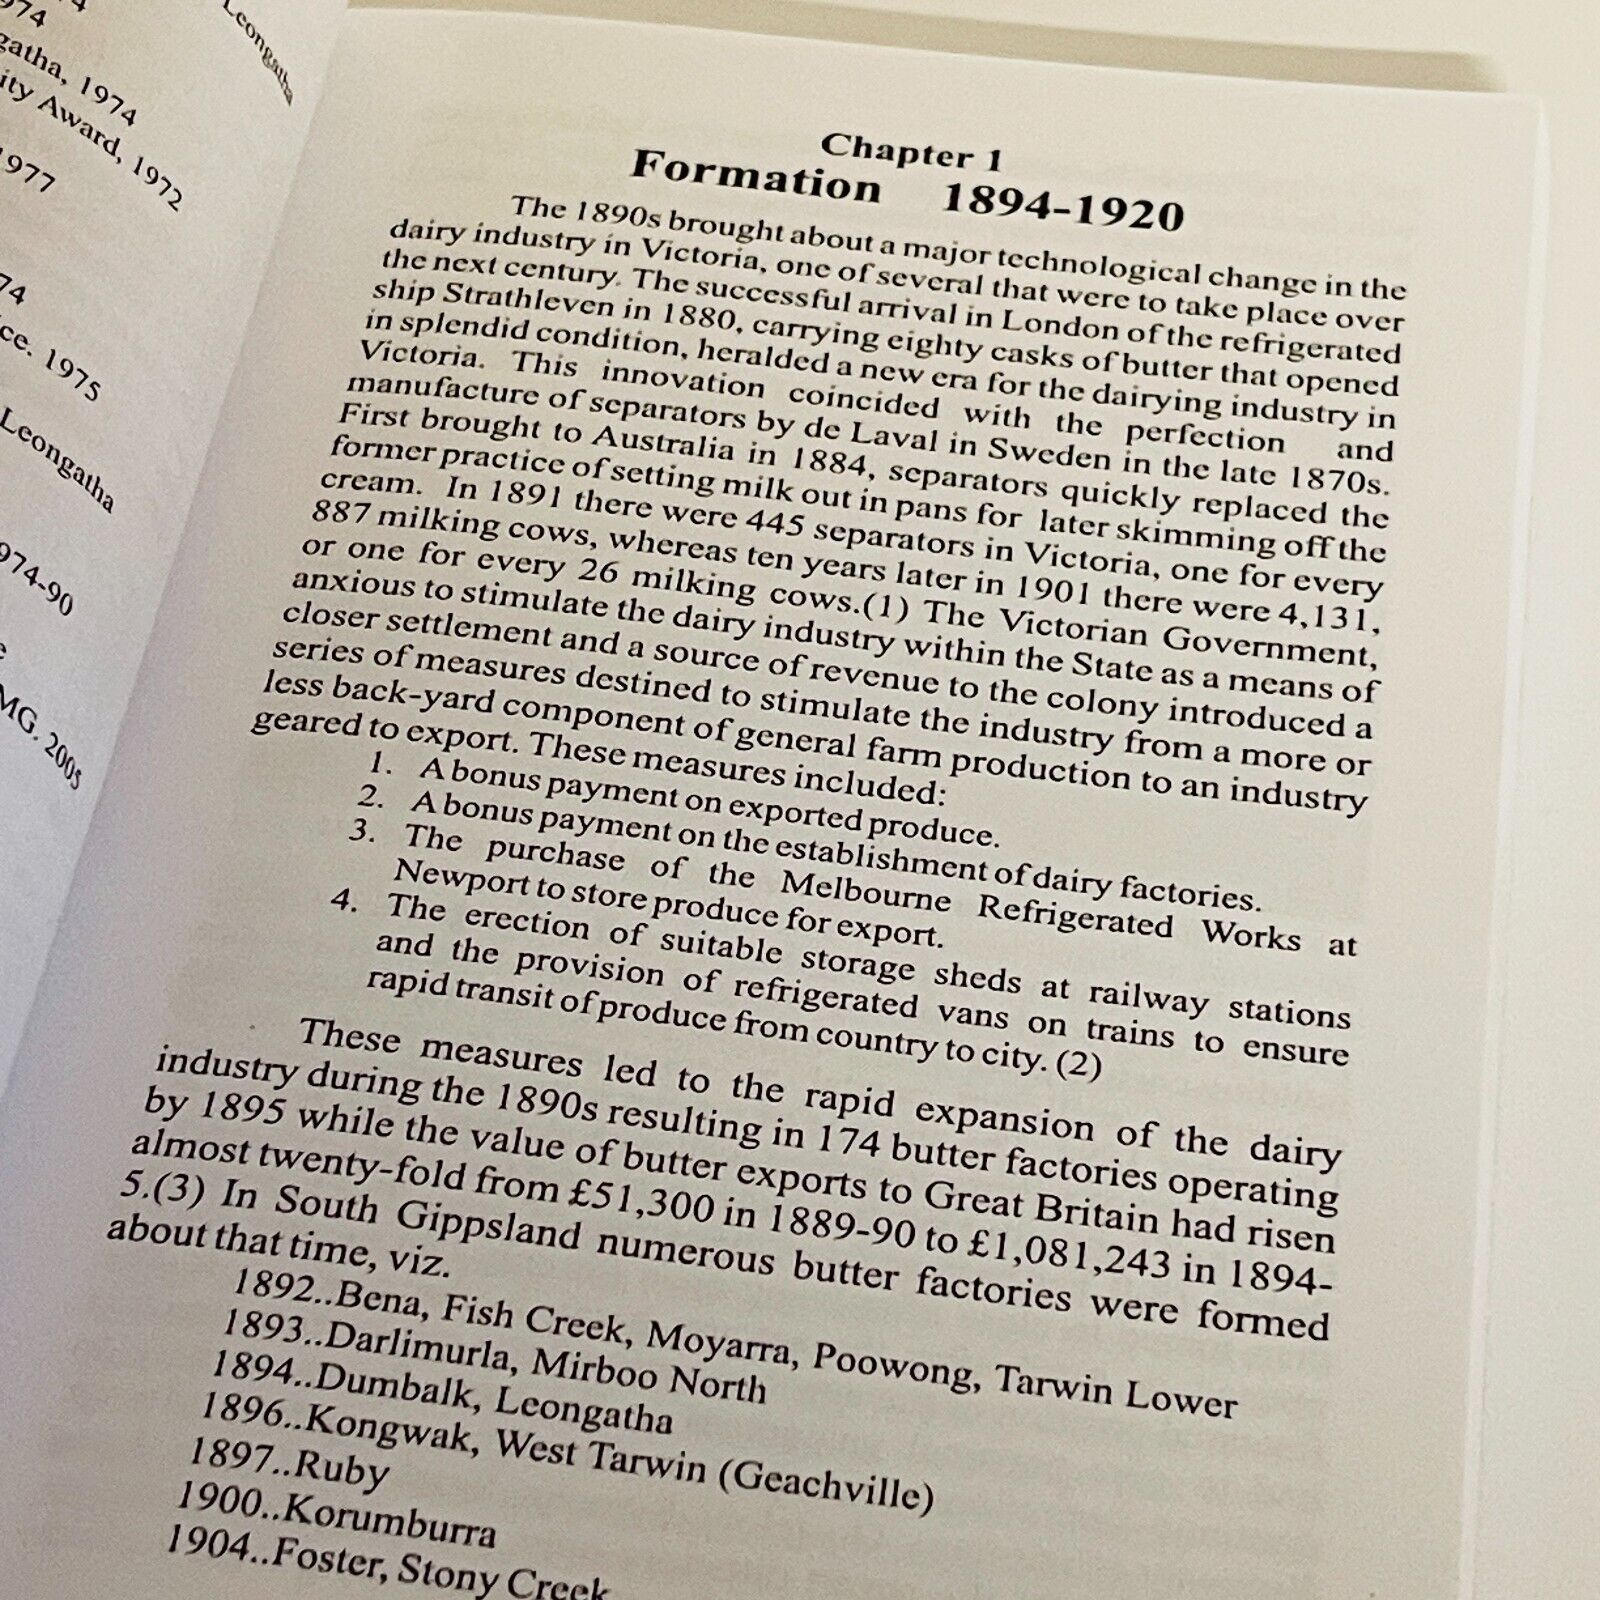 974
gatha, 1974
ity Award, 1972
1977
74
ce. 1975
Leongatha
974-90
MG. 2005
Leongatha
Chapter 1
Formation 1894-1920
The 1890s brought about a major technological change in the
dairy industry in Victoria, one of several that were to take place over
the next century. The successful arrival in London of the refrigerated
ship Strathleven in 1880, carrying eighty casks of butter that opened
in splendid condition, heralded a new era for the dairying industry in
Victoria. This innovation coincided with the perfection and
manufacture of separators by de Laval in Sweden in the late 1870s.
First brought to Australia in 1884, separators quickly replaced the
former practice of setting milk out in pans for later skimming off the
cream. In 1891 there were 445 separators in Victoria, one for every
887 milking cows, whereas ten years later in 1901 there were 4,131,
or one for every 26 milking cows.(1) The Victorian Government,
anxious to stimulate the dairy industry within the State as a means of
closer settlement and a source of revenue to the colony introduced a
series of measures destined to stimulate the industry from a more or
less back-yard component of general farm production to an industry
geared to export. These measures included:
1. A bonus payment on exported produce.
2. A bonus payment on the establishment of dairy factories.
3. The purchase of the Melbourne Refrigerated Works at
Newport to store produce for export.
4. The erection of suitable storage sheds at railway stations
and the provision of refrigerated vans on trains to ensure
rapid transit of produce from country to city. (2)
These measures led to the rapid expansion of the dairy
industry during the 1890s resulting in 174 butter factories operating
by 1895 while the value of butter exports to Great Britain had risen
almost twenty-fold from £51,300 in 1889-90 to £1,081,243 in 1894-
5.(3) In South Gippsland numerous butter factories were formed
about that time, viz.
1892..Bena, Fish Creek, Moyarra, Poowong, Tarwin Lower
1893..Darlimurla, Mirboo North
1894..Dumbalk, Leongatha
1896..Kongwak, West Tarwin (Geachville)
1897..Ruby
1900..Korumburra
1904..Foster, Stony Creek